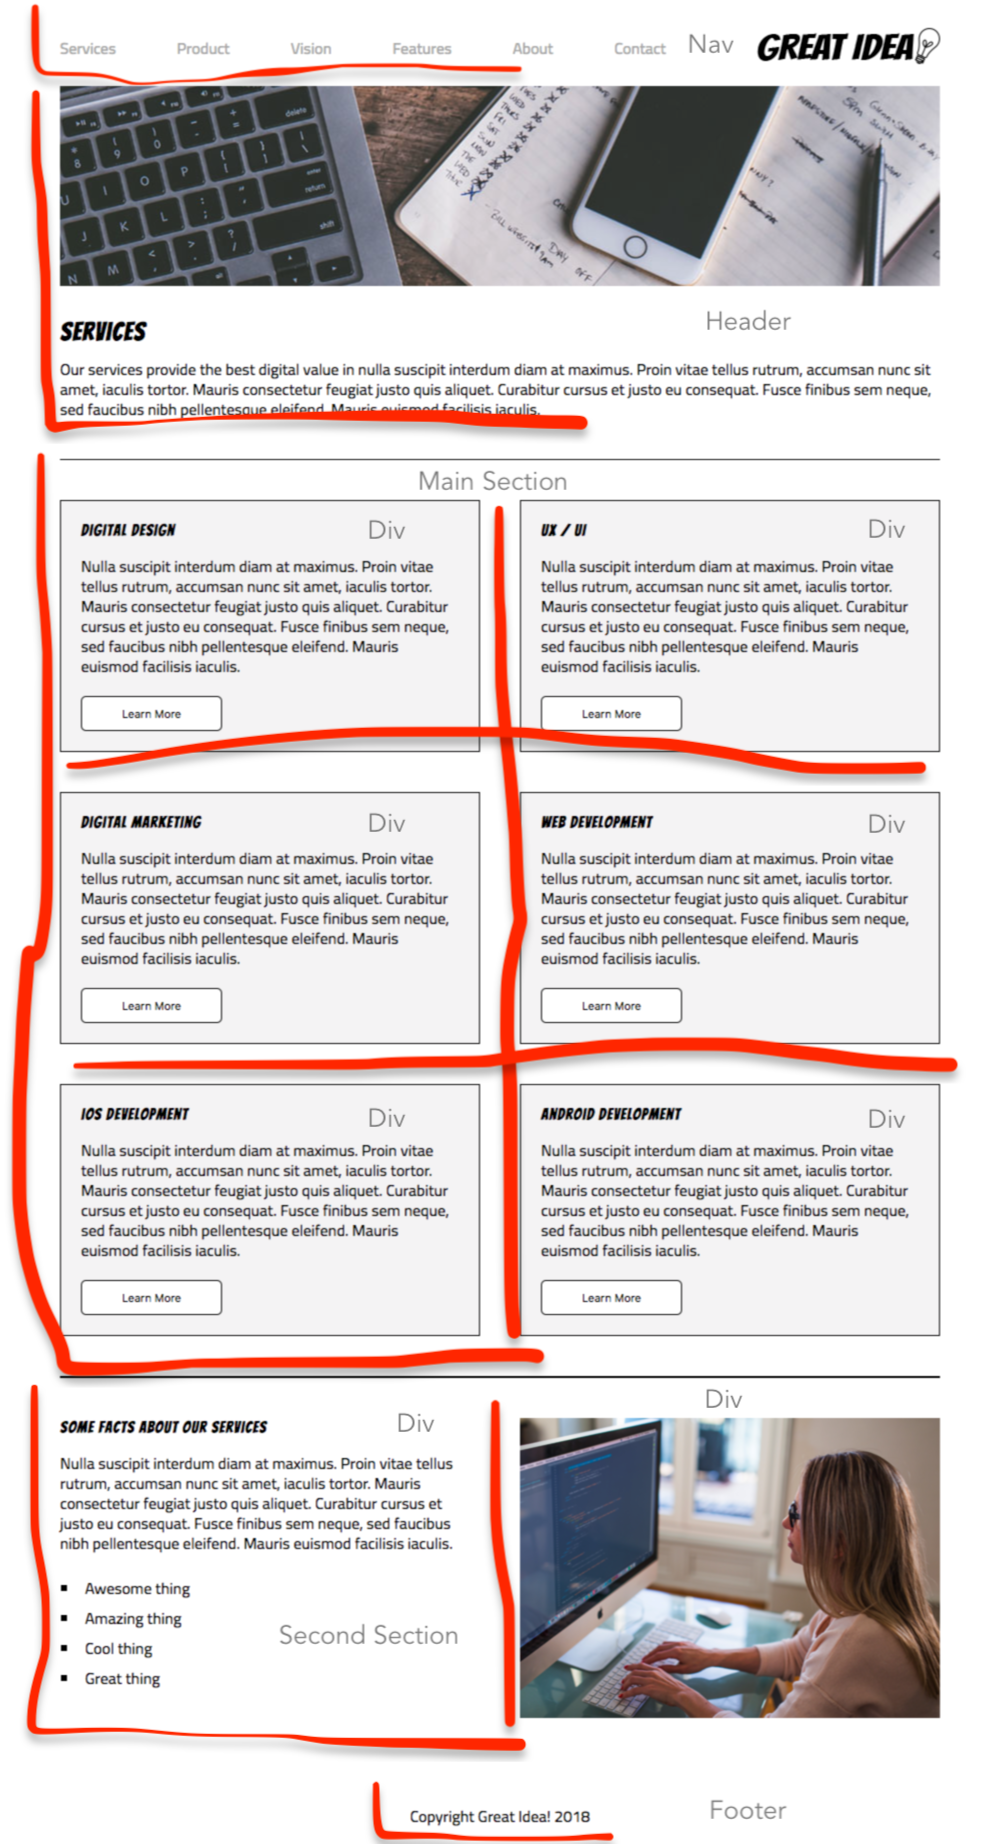 Services Product Vision Features About Contact Nav GREAT IDEA
delete
return
shift
DAY OFF
Header
SERVICES
Our services provide the best digital value in nulla suscipit interdum diam at maximus. Proin vitae tellus rutrum, accumsan nunc sit
amet, iaculis tortor. Mauris consectetur feugiat justo quis aliquet. Curabitur cursus et justo eu consequat. Fusce finibus sem neque,
sed faucibus nibh pellentesque eleifend. Mauris euismod facilisis iaculis.
Main Section
DIGITAL DESIGN Div
Nulla suscipit interdum diam at maximus. Proin vitae
tellus rutrum, accumsan nunc sit amet, iaculis tortor.
Mauris consectetur feugiat justo quis aliquet. Curabitur
cursus et justo eu consequat. Fusce finibus sem neque,
sed faucibus nibh pellentesque eleifend. Mauris
euismod facilisis iaculis.
Learn More
UX / UI Div
Nulla suscipit interdum diam at maximus. Proin vitae
tellus rutrum, accumsan nunc sit amet, iaculis tortor.
Mauris consectetur feugiat justo quis aliquet. Curabitur
cursus et justo eu consequat. Fusce finibus sem neque,
sed faucibus nibh pellentesque eleifend. Mauris
euismod facilisis iaculis.
Learn More
DIGITAL MARKETING Div
Nulla suscipit interdum diam at maximus. Proin vitae
tellus rutrum, accumsan nunc sit amet, iaculis tortor.
Mauris consectetur feugiat justo quis aliquet. Curabitur
cursus et justo eu consequat. Fusce finibus sem neque,
sed faucibus nibh pellentesque eleifend. Mauris
euismod facilisis iaculis.
Learn More
WEB DEVELOPMENT Div
Nulla suscipit interdum diam at maximus. Proin vitae
tellus rutrum, accumsan nunc sit amet, iaculis tortor.
Mauris consectetur feugiat justo quis aliquet. Curabitur
cursus et justo eu consequat. Fusce finibus sem neque,
sed faucibus nibh pellentesque eleifend. Mauris
euismod facilisis iaculis.
Learn More
IOS DEVELOPMENT Div
Nulla suscipit interdum diam at maximus. Proin vitae
tellus rutrum, accumsan nunc sit amet, iaculis tortor.
Mauris consectetur feugiat justo quis aliquet. Curabitur
cursus et justo eu consequat. Fusce finibus sem neque,
sed faucibus nibh pellentesque eleifend. Mauris
euismod facilisis iaculis.
Learn More
ANDROID DEVELOPMENT Div
Nulla suscipit interdum diam at maximus. Proin vitae
tellus rutrum, accumsan nunc sit amet, iaculis tortor.
Mauris consectetur feugiat justo quis aliquet. Curabitur
cursus et justo eu consequat. Fusce finibus sem neque,
sed faucibus nibh pellentesque eleifend. Mauris
euismod facilisis iaculis.
Learn More
Div
SOME FACTS ABOUT OUR SERVICES Div
Nulla suscipit interdum diam at maximus. Proin vitae tellus
rutrum, accumsan nunc sit amet, iaculis tortor. Mauris
consectetur feugiat justo quis aliquet. Curabitur cursus et
justo eu consequat. Fusce finibus sem neque, sed faucibus
nibh pellentesque eleifend. Mauris euismod facilisis iaculis.
Awesome thing
Amazing thing
Cool thing
Great thing
Second Section
Copyright Great Idea! 2018 Footer